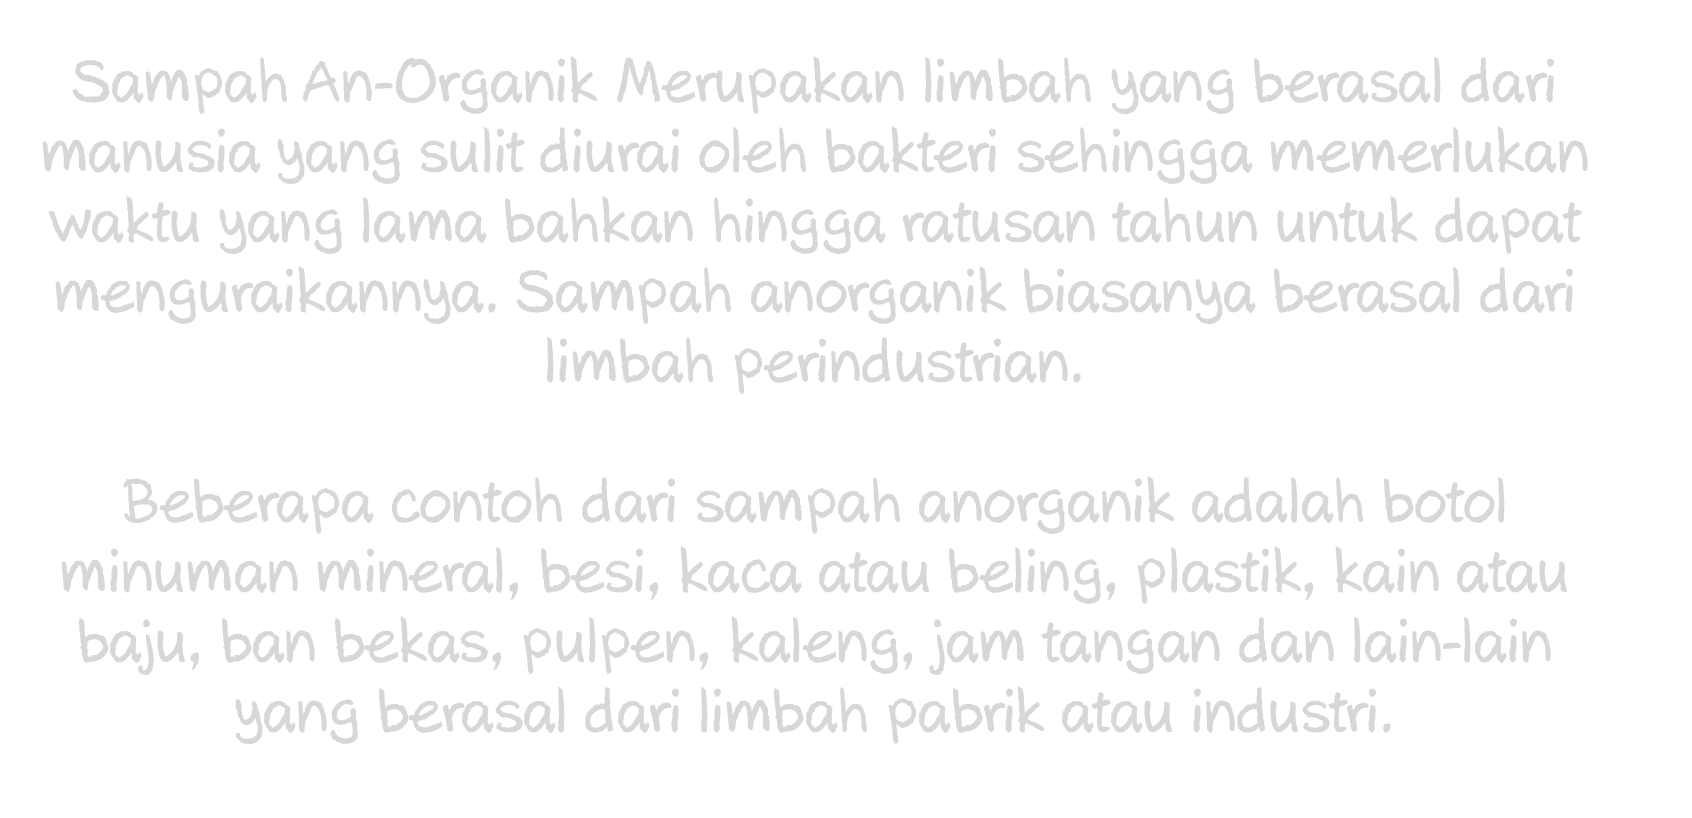 Sampah An-Organik Merupakan limbah yang berasal dari
manusia yang sulit diurai oleh bakteri sehingga memerlukan
waktu yang lama bahkan hingga ratusan tahun untuk dapat
menguraikannya. Sampah anorganik biasanya berasal dari
limbah perindustrian.
Beberapa contoh dari sampah anorganik adalah botol
minuman mineral, besi, kaca atau beling, plastik, kain atau
baju, ban bekas, pulpen, kaleng, jam tangan dan lain-lain
yang berasal dari limbah pabrik atau industri.